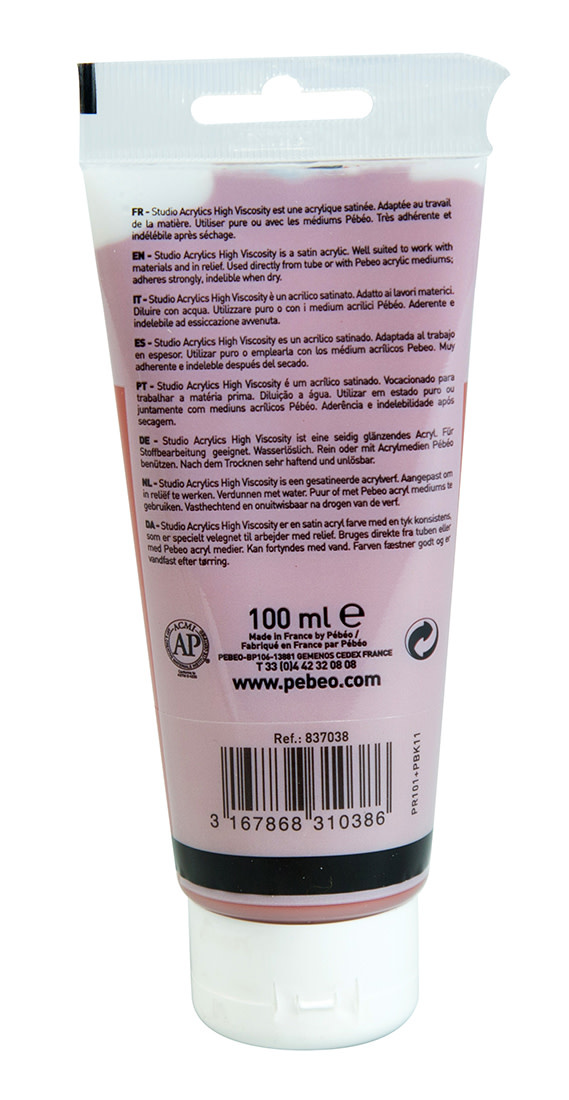 FR - Studio Acrylics High Viscosity est une acrylique satinée. Adaptée au travail
de la matière. Utiliser pure ou avec les médiums Pébéo. Très adhérente et
indélébile après séchage.
EN - Studio Acrylics High Viscosity is a satin acrylic. Well suited to work with
materials and in relief. Used directly from tube or with Pebeo acrylic mediums;
adheres strongly, indelible when dry.
IT - Studio Acrylics High Viscosity è un acrilico satinato. Adatto ai lavori materici.
Diluire con acqua. Utilizzare puro o con i medium acrilici Pébéo. Aderente e
indelebile ad essiccazione avvenuta.
ES - Studio Acrylics High Viscosity es un acrílico satinado. Adaptada al trabajo
en espesor. Utilizar puro o emplearla con los médium acrílicos Pebeo. Muy
adherente e indeleble después del secado.
PT - Studio Acrylics High Viscosity é um acrílico satinado. Vocacionado para
trabalhar a matéria prima. Diluição a água. Utilizar em estado puro ou
juntamente com mediuns acrílicos Pébéo. Aderência e indelebilidade após
secagem.
DE - Studio Acrylics High Viscosity ist eine seidig glänzendes Acryl. Für
Stoffbearbeitung geeignet. Wasserlöslich. Rein oder mit Acrylmedien Pébéo
benützen. Nach dem Trocknen sehr haftend und unlösbar.
NL - Studio Acrylics High Viscosity is een gesatineerde acrylverf. Aangepast om
in reliëf te werken. Verdunnen met water. Puur of met Pebeo acryl mediums te
gebruiken. Vasthechtend en onuitwisbaar na drogen van de verf.
DA - Studio Acrylics High Viscosity er en satin acryl farve med en tyk konsistens,
som er specielt velegnet til arbejder med relief. Bruges direkte fra tuben eller
med Pebeo acryl medier. Kan fortyndes med vand. Farven fæstner godt og er
vandfast efter tørring.
100 ml e
Made in France by Pébéo /
Fabriqué en France par Pébéo
PEBEO-BP106-13881 GEMENOS CEDEX FRANCE
T 33 (0)4 42 32 08 08
www.pebeo.com
ACMI
AP
Ref.: 837038
PR101+PBK11
3 167868 310386